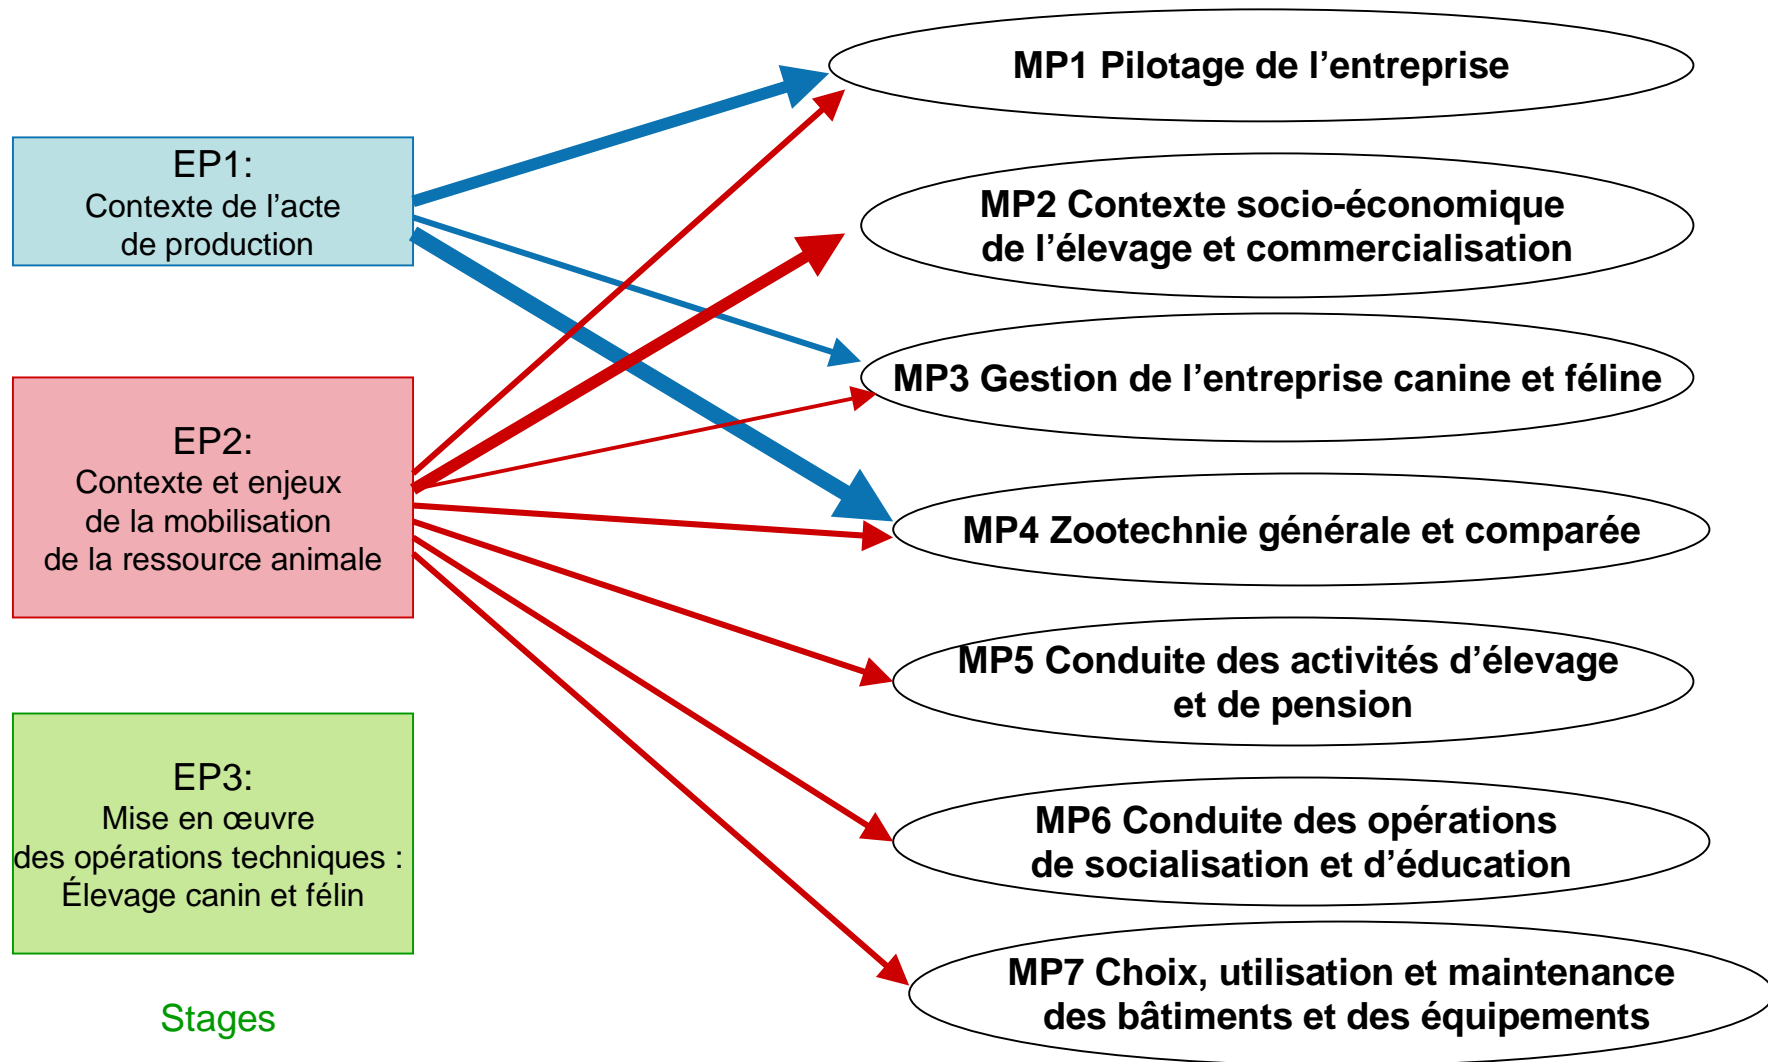 EP1:
Contexte de l’acte
de production
EP2:
Contexte et enjeux
de la mobilisation
de la ressource animale
EP3:
Mise en œuvre
des opérations techniques :
Élevage canin et félin
Stages
MP1 Pilotage de l’entreprise
MP2 Contexte socio-économique
de l’élevage et commercialisation
MP3 Gestion de l’entreprise canine et féline
MP4 Zootechnie générale et comparée
MP5 Conduite des activités d’élevage
et de pension
MP6 Conduite des opérations
de socialisation et d’éducation
MP7 Choix, utilisation et maintenance
des bâtiments et des équipements